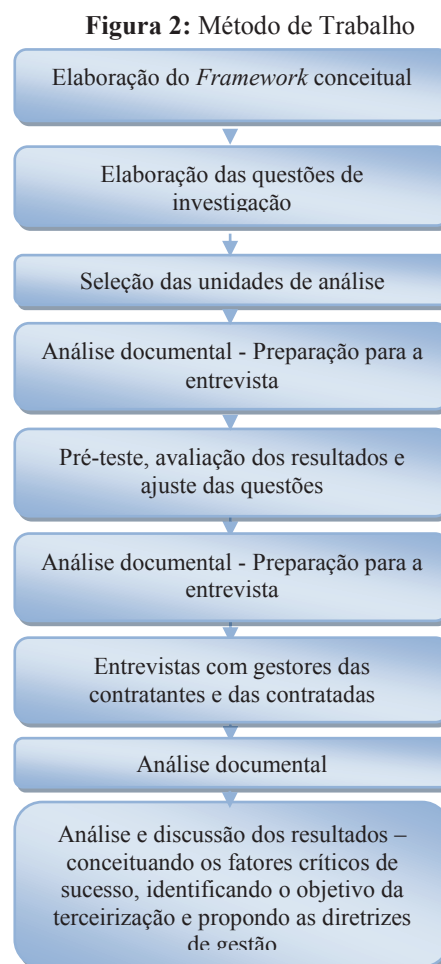 Figura 2: Método de Trabalho
Elaboração do Framework conceitual
Elaboração das questões de
investigação
Seleção das unidades de análise
Análise documental - Preparação para a
entrevista
Pré-teste, avaliação dos resultados e
ajuste das questões
Análise documental - Preparação para a
entrevista
Entrevistas com gestores das
contratantes e das contratadas
Análise documental
Análise e discussão dos resultados –
conceituando os fatores críticos de
sucesso, identificando o objetivo da
terceirização e propondo as diretrizes
de gestão